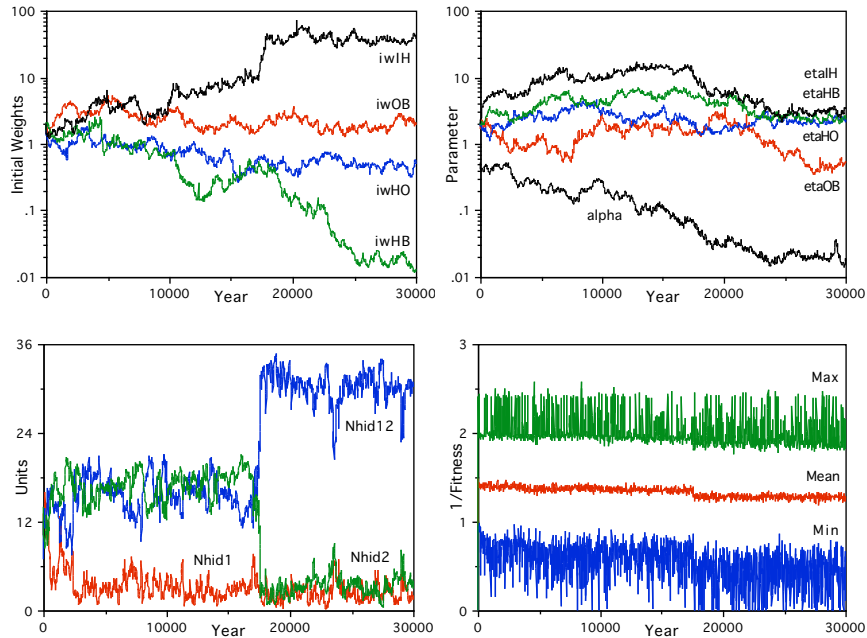 100
10
1
.1
.01
Initial Weights
iwIH
iwOB
iwHO
iwHB
0
10000
20000
30000
Year
100
10
1
.1
.01
Parameter
etaIH
etaHB
etaHO
etaOB
alpha
0
10000
20000
30000
Year
36
24
12
0
Units
Nhid12
Nhid1
Nhid2
0
10000
20000
30000
Year
3
2
1
0
1/Fitness
Max
Mean
Min
0
10000
20000
30000
Year